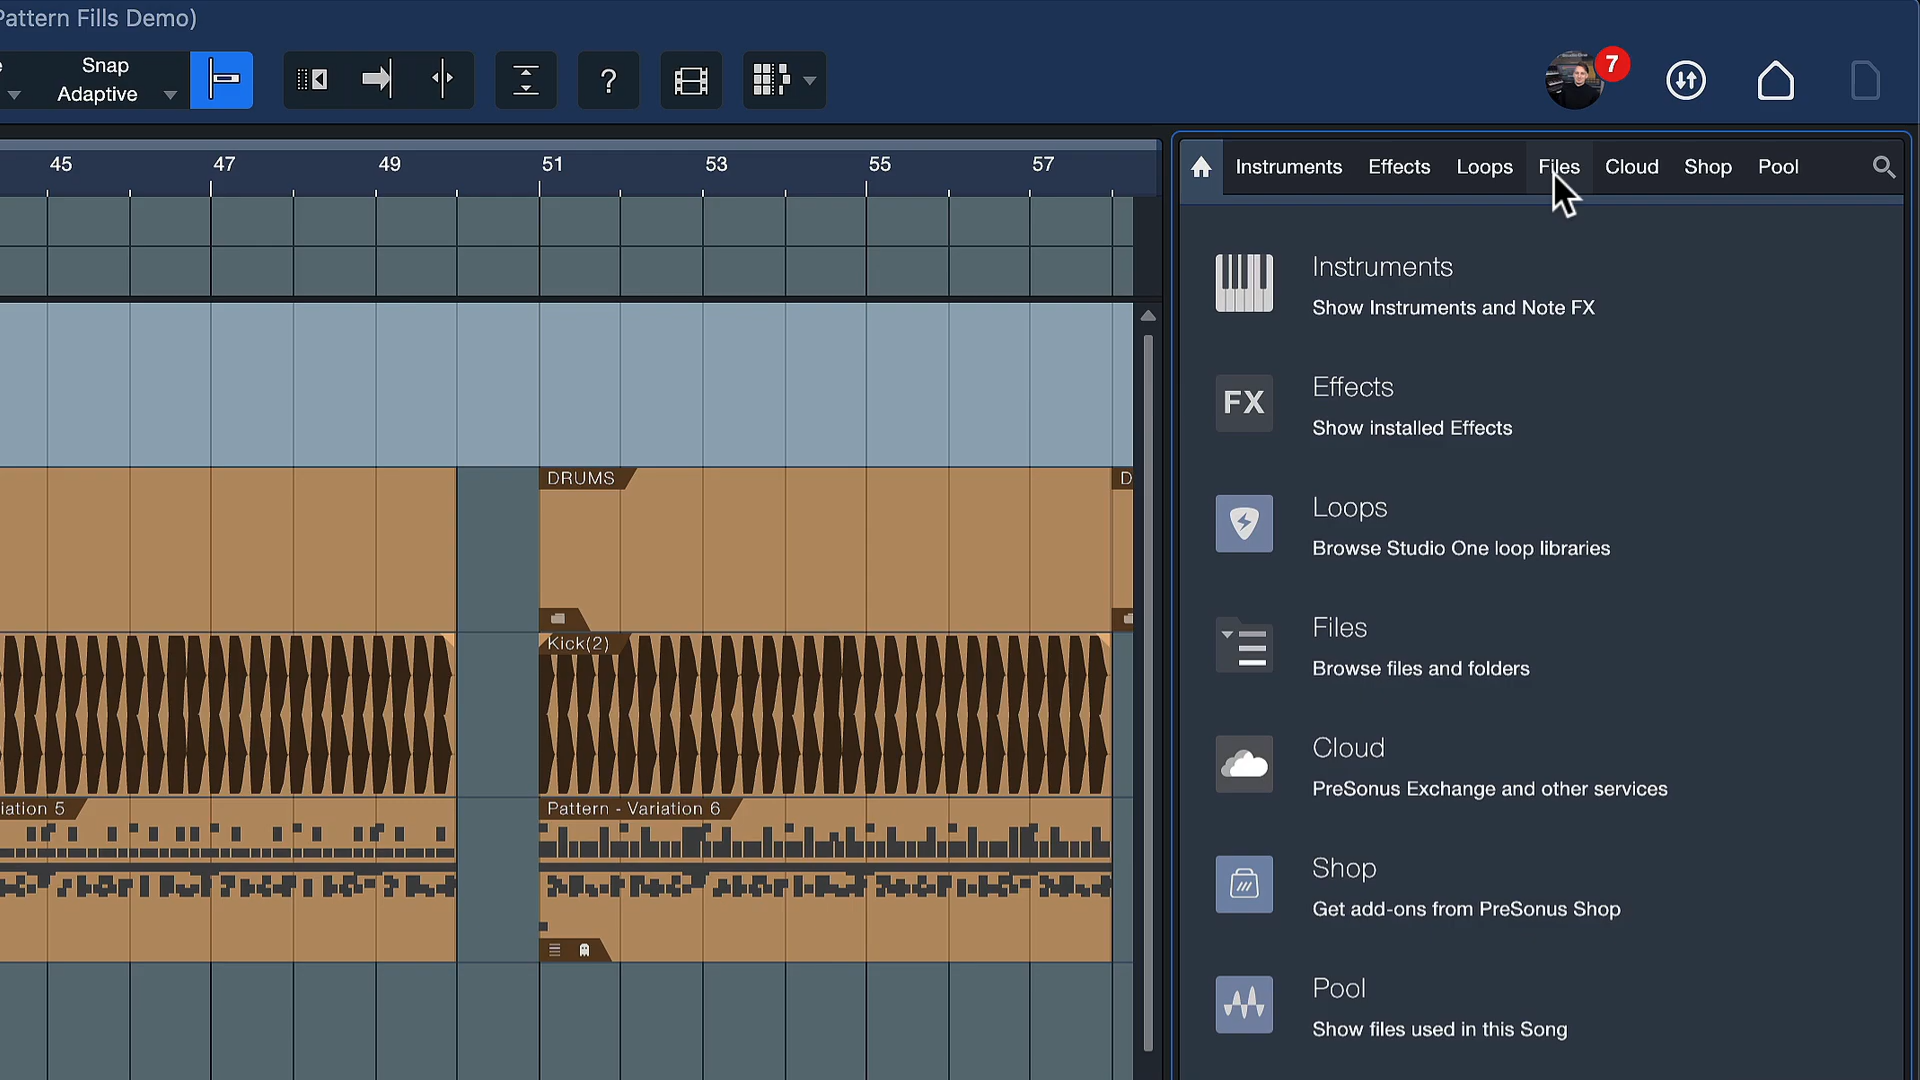 Pattern Fills Demo)
Snap
Adaptive
?
7
45 47 49 51 53 55 57
Instruments Effects Loops Files Cloud Shop Pool
Instruments
Show Instruments and Note FX
FX
Effects
Show installed Effects
Loops
Browse Studio One loop libraries
Files
Browse files and folders
Cloud
PreSonus Exchange and other services
Shop
Get add-ons from PreSonus Shop
Pool
Show files used in this Song
DRUMS
D
Kick(2)
iation 5
Pattern - Variation 6